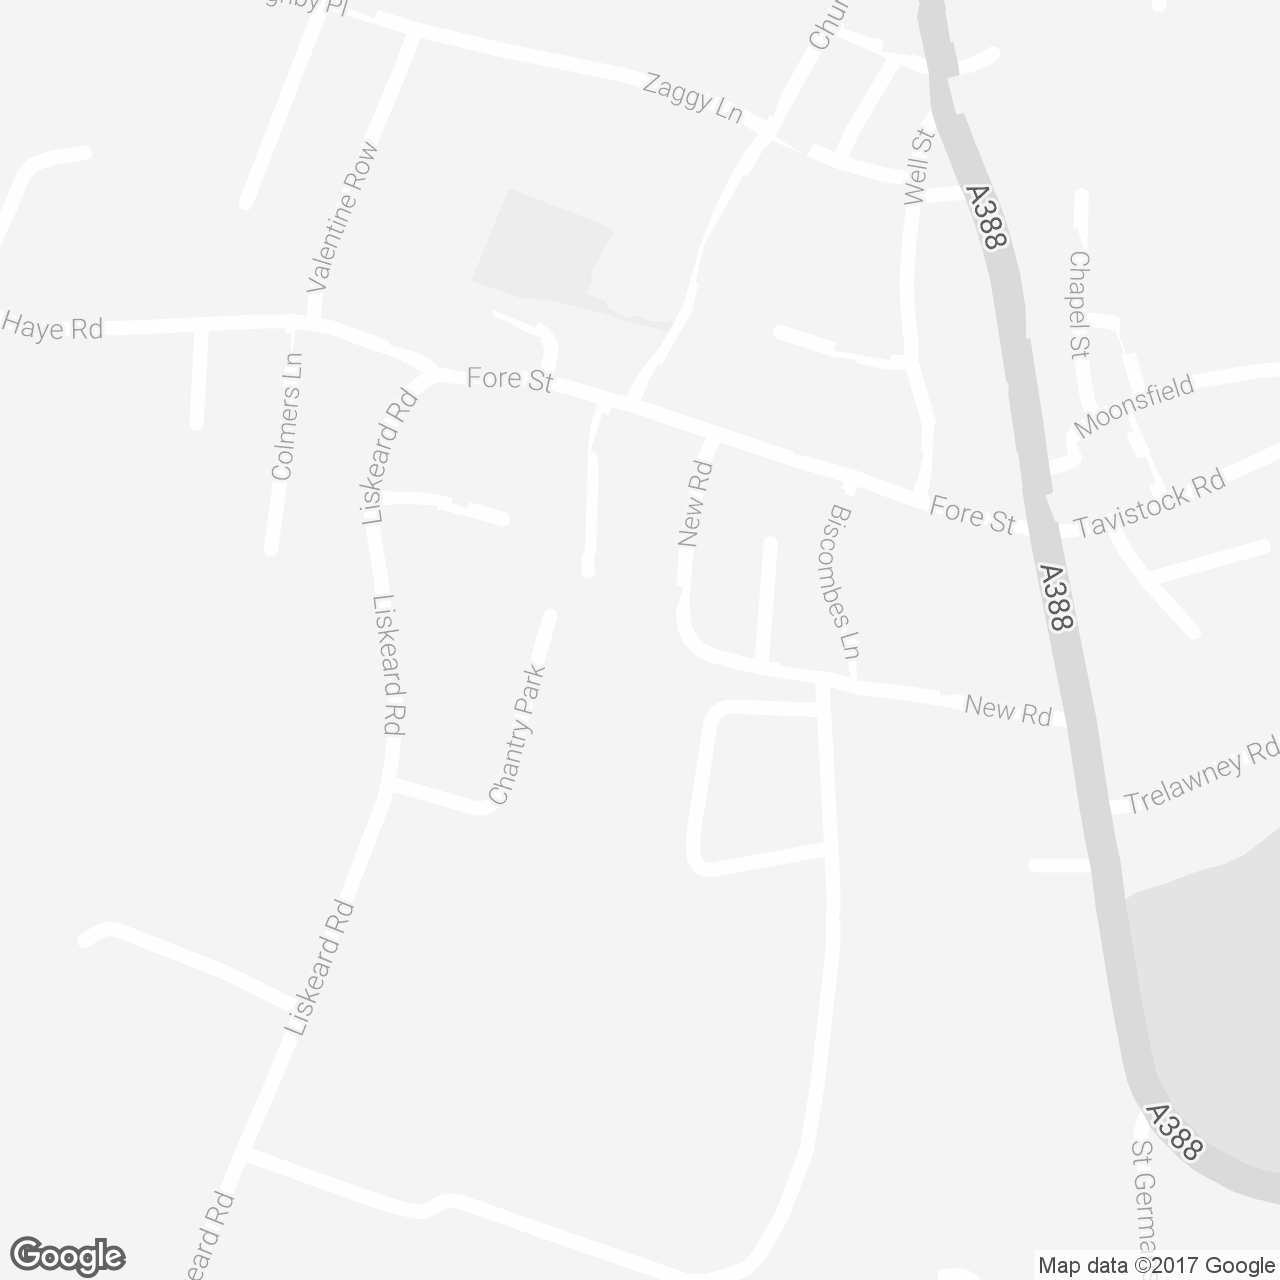 Zaggy Ln
Well St
A388
Valentine Row
Chapel St
Haye Rd
Fore St
Colmers Ln
Liskeard Rd
Moonsfield
New Rd
Biscombes Ln
Fore St
Tavistock Rd
A388
Liskeard Rd
Chantry Park
New Rd
Trelawney Rd
Liskeard Rd
A388
Google
Map data ©2017 Google